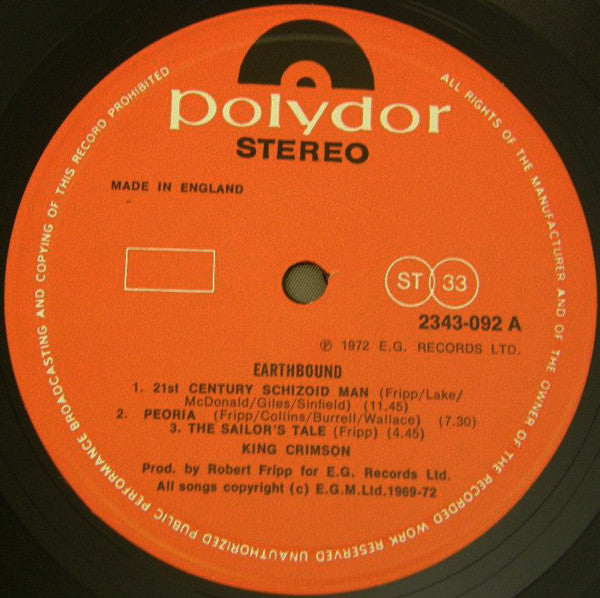 polydor
STEREO
MADE IN ENGLAND
ST 33
2343-092 A
℗ 1972 E.G. RECORDS LTD.
EARTHBOUND
1. 21st CENTURY SCHIZOID MAN (Fripp/Lake/
McDonald/Giles/Sinfield) (11.45)
2. PEORIA (Fripp/Collins/Burrell/Wallace) (7.30)
3. THE SAILOR'S TALE (Fripp) (4.45)
KING CRIMSON
Prod. by Robert Fripp for E.G. Records Ltd.
All songs copyright (c) E.G.M.Ltd.1969-72
ALL RIGHTS OF THE MANUFACTURER AND OF THE OWNER OF THE RECORDED WORK RESERVED UNAUTHORIZED PUBLIC PERFORMANCE BROADCASTING AND COPYING OF THIS RECORD PROHIBITED